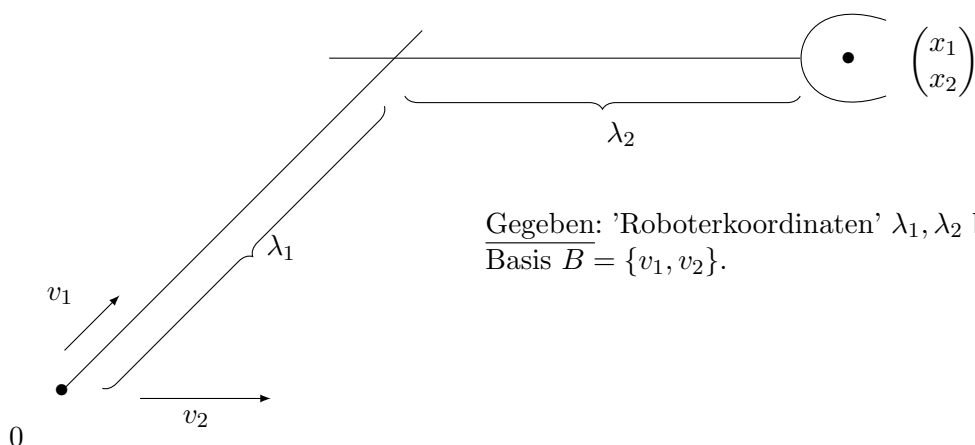 (x₁
x₂)
λ₂
Gegeben: 'Roboterkoordinaten' λ₁, λ₂
Basis B = {v₁, v₂}.
λ₁
v₁
v₂
0